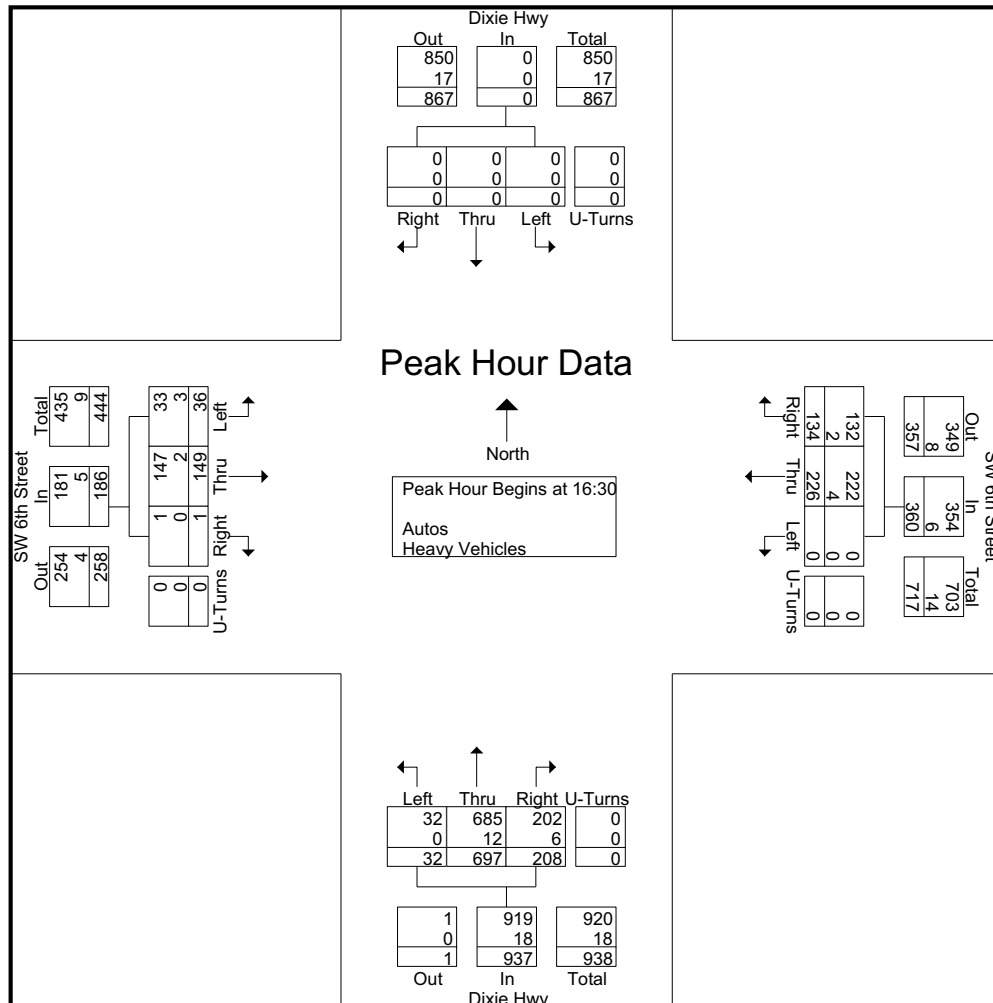 Dixie Hwy
Out In Total
850 0 850
17 0 17
867 0 867
0 0 0 0
0 0 0 0
0 0 0 0
Right Thru Left U-Turns
Peak Hour Data
North
Peak Hour Begins at 16:30
Autos
Heavy Vehicles
SW 6th Street
Total In Out
435 181 254
9 5 4
444 186 258
33 147 1 0
3 2 0 0
36 149 1 0
Left Thru Right U-Turns
SW 6th Street
Out In Total
349 354 703
8 6 14
357 360 717
132 222 0 0
2 4 0 0
134 226 0 0
Right Thru Left U-Turns
Left Thru Right U-Turns
32 685 202 0
0 12 6 0
32 697 208 0
1 919 920
0 18 18
1 937 938
Out In Total
Dixie Hwy